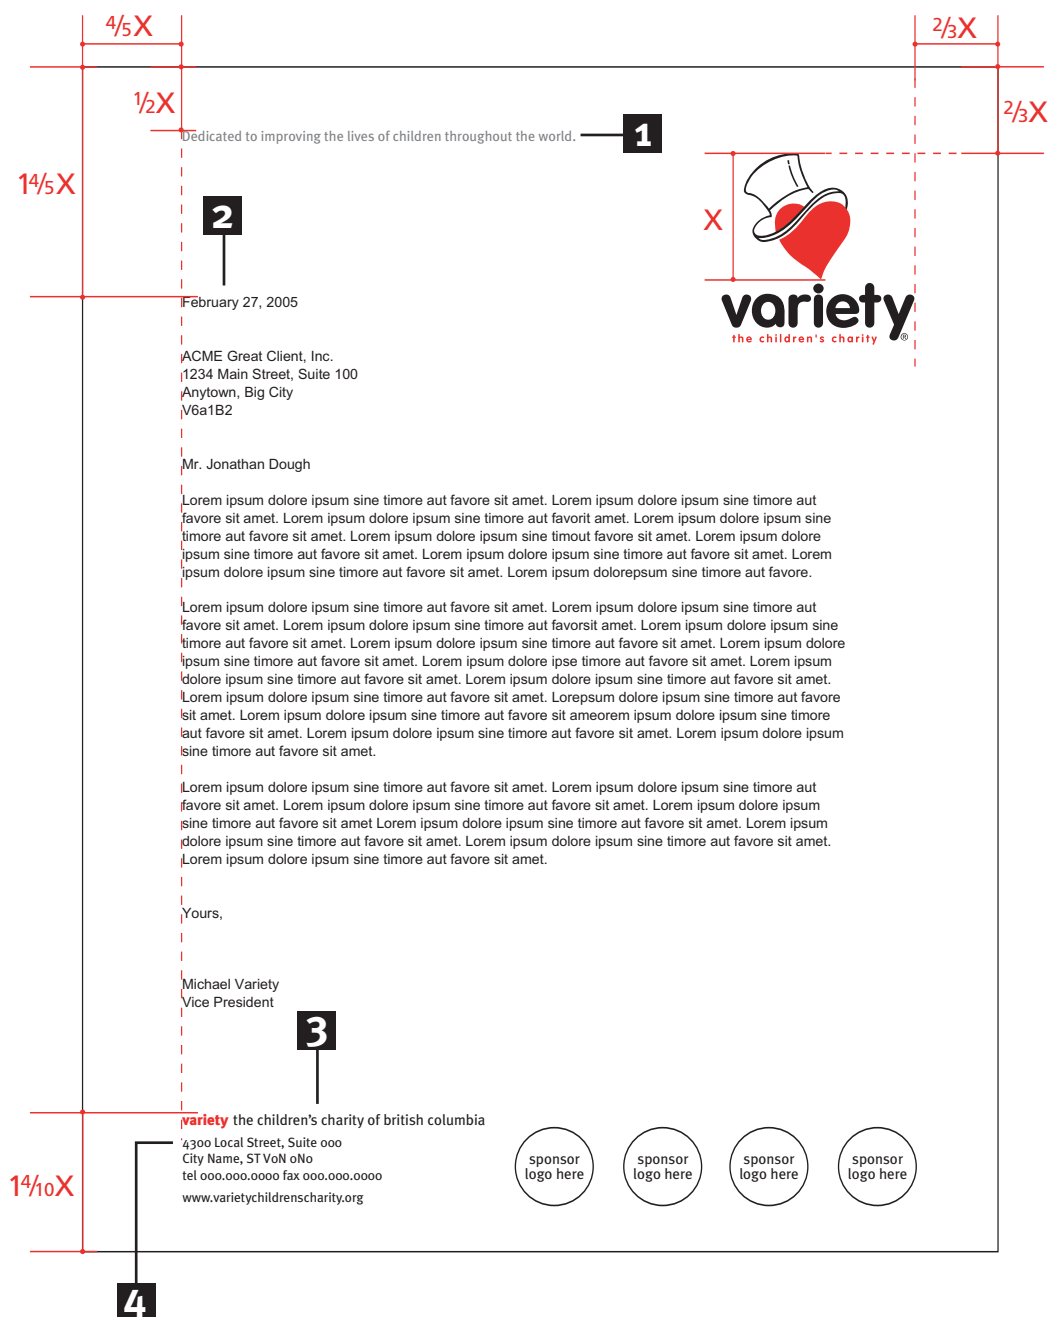 4/5X
2/3X
1/2X
2/3X
Dedicated to improving the lives of children throughout the world.
1
1 4/5X
2
X
February 27, 2005
variety
the children's charity ®
ACME Great Client, Inc.
1234 Main Street, Suite 100
Anytown, Big City
V6a1B2
Mr. Jonathan Dough
Lorem ipsum dolore ipsum sine timore aut favore sit amet. Lorem ipsum dolore ipsum sine timore aut
favore sit amet. Lorem ipsum dolore ipsum sine timore aut favorit amet. Lorem ipsum dolore ipsum sine
timore aut favore sit amet. Lorem ipsum dolore ipsum sine timout favore sit amet. Lorem ipsum dolore
ipsum sine timore aut favore sit amet. Lorem ipsum dolore ipsum sine timore aut favore sit amet. Lorem
ipsum dolore ipsum sine timore aut favore sit amet. Lorem ipsum dolorepsum sine timore aut favore.
Lorem ipsum dolore ipsum sine timore aut favore sit amet. Lorem ipsum dolore ipsum sine timore aut
favore sit amet. Lorem ipsum dolore ipsum sine timore aut favorsit amet. Lorem ipsum dolore ipsum sine
timore aut favore sit amet. Lorem ipsum dolore ipsum sine timore aut favore sit amet. Lorem ipsum dolore
ipsum sine timore aut favore sit amet. Lorem ipsum dolore ipse timore aut favore sit amet. Lorem ipsum
dolore ipsum sine timore aut favore sit amet. Lorem ipsum dolore ipsum sine timore aut favore sit amet.
Lorem ipsum dolore ipsum sine timore aut favore sit amet. Lorepsum dolore ipsum sine timore aut favore
sit amet. Lorem ipsum dolore ipsum sine timore aut favore sit ameorem ipsum dolore ipsum sine timore
aut favore sit amet. Lorem ipsum dolore ipsum sine timore aut favore sit amet. Lorem ipsum dolore ipsum
sine timore aut favore sit amet.
Lorem ipsum dolore ipsum sine timore aut favore sit amet. Lorem ipsum dolore ipsum sine timore aut
favore sit amet. Lorem ipsum dolore ipsum sine timore aut favore sit amet. Lorem ipsum dolore ipsum
sine timore aut favore sit amet Lorem ipsum dolore ipsum sine timore aut favore sit amet. Lorem ipsum
dolore ipsum sine timore aut favore sit amet. Lorem ipsum dolore ipsum sine timore aut favore sit amet.
Lorem ipsum dolore ipsum sine timore aut favore sit amet.
Yours,
Michael Variety
Vice President
3
variety the children's charity of british columbia
4300 Local Street, Suite 000
City Name, ST V0N 0N0
tel 000.000.0000 fax 000.000.0000
www.varietychildrenscharity.org
sponsor
logo here
sponsor
logo here
sponsor
logo here
sponsor
logo here
1 4/10X
4